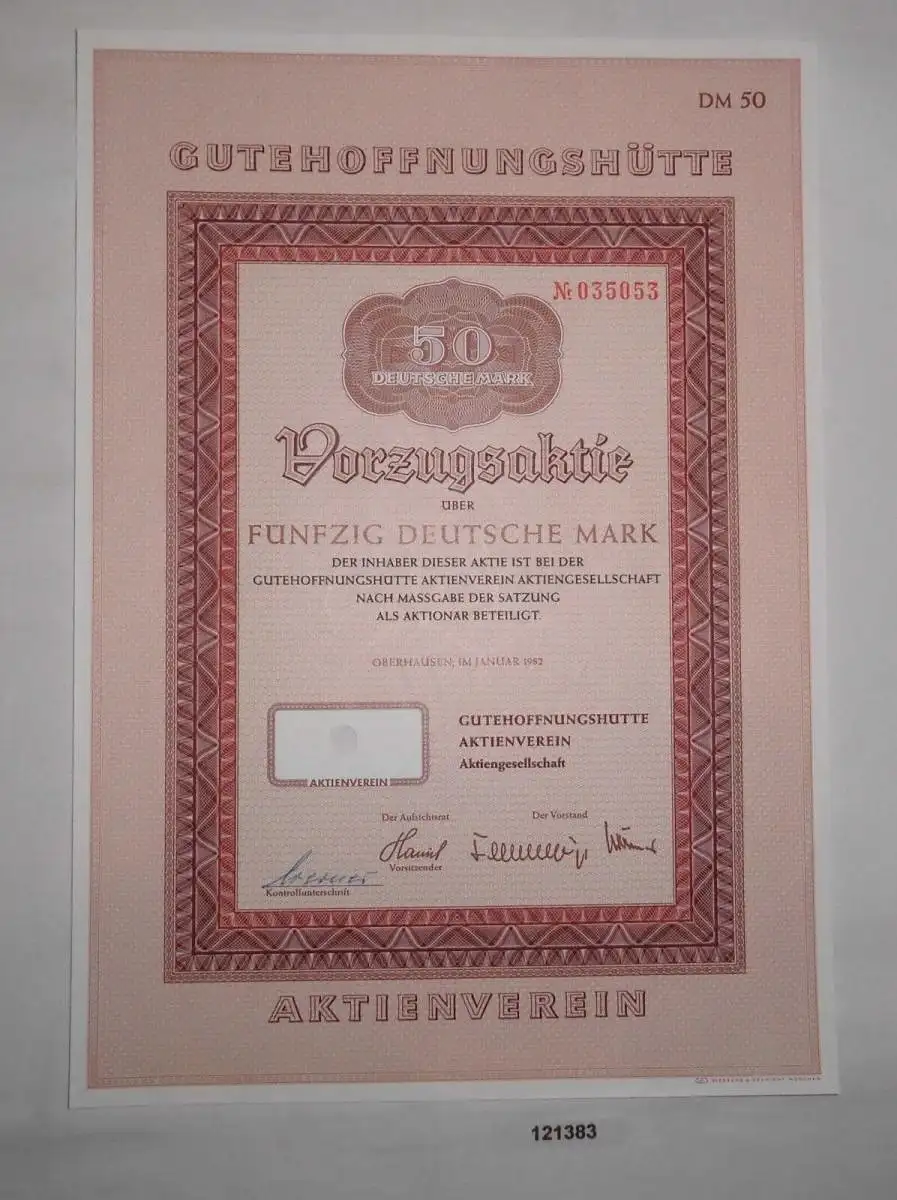 DM 50
GUTEHOFFNUNGSHÜTTE
№ 035053
50
DEUTSCHE MARK
Vorzugsaktie
ÜBER
FÜNFZIG DEUTSCHE MARK
DER INHABER DIESER AKTIE IST BEI DER
GUTEHOFFNUNGSHÜTTE AKTIENVEREIN AKTIENGESELLSCHAFT
NACH MASSGABE DER SATZUNG
ALS AKTIONÄR BETEILIGT.
OBERHAUSEN, IM JANUAR 1982
GUTEHOFFNUNGSHÜTTE
AKTIENVEREIN
Aktiengesellschaft
AKTIENVEREIN
Der Aufsichtsrat
Der Vorstand
Vorsitzender
Kontrollunterschrift
AKTIENVEREIN
MÜNCHEN
121383